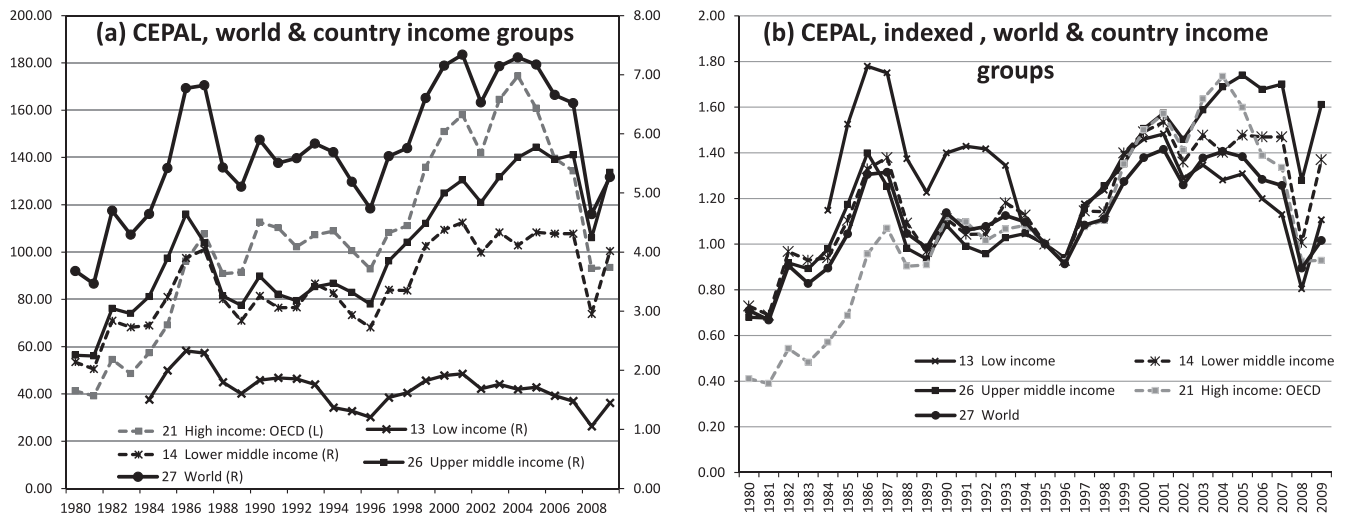 (a) CEPAL, world & country income groups
200.00
180.00
160.00
140.00
120.00
100.00
80.00
60.00
40.00
20.00
0.00
8.00
7.00
6.00
5.00
4.00
3.00
2.00
1.00
0.00
21 High income: OECD (L)
13 Low income (R)
14 Lower middle income (R)
26 Upper middle income (R)
27 World (R)
1980 1982 1984 1986 1988 1990 1992 1994 1996 1998 2000 2002 2004 2006 2008
(b) CEPAL, indexed , world & country income
groups
2.00
1.80
1.60
1.40
1.20
1.00
0.80
0.60
0.40
0.20
0.00
13 Low income
14 Lower middle income
26 Upper middle income
21 High income: OECD
27 World
1980 1981 1982 1983 1984 1985 1986 1987 1988 1989 1990 1991 1992 1993 1994 1995 1996 1997 1998 1999 2000 2001 2002 2003 2004 2005 2006 2007 2008 2009